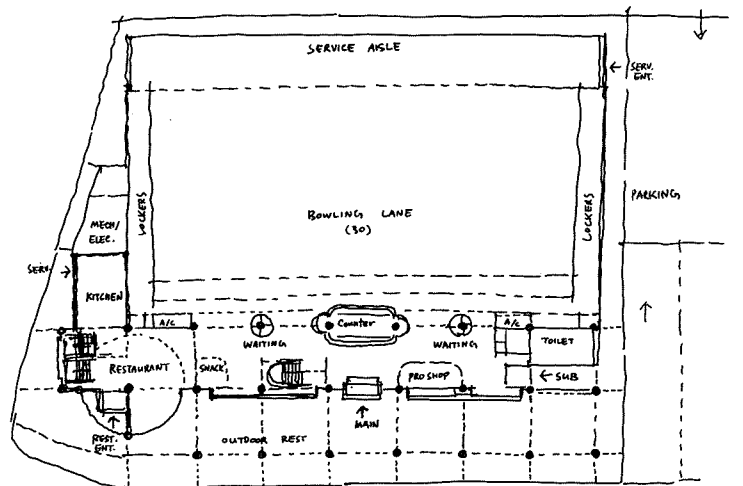 SERVICE AISLE
SERV.
ENT.
LOCKERS
LOCKERS
PARKING
BOWLING LANE
(30)
MECH/
ELEC.
SERV.
KITCHEN
A/C
Counter
A/C
WAITING
WAITING
TOILET
RESTAURANT
SNACK
PRO SHOP
SUB
MAIN
REST.
ENT.
OUTDOOR REST